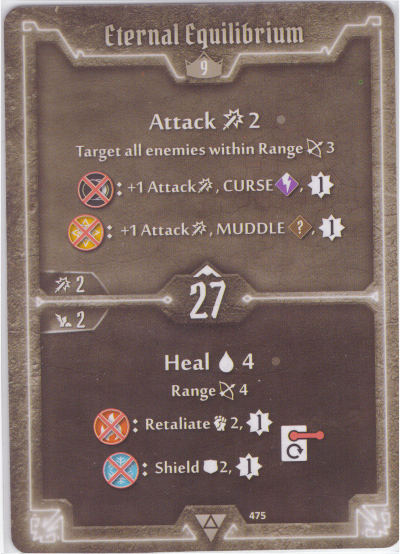 Eternal Equilibrium
9
Attack 2
Target all enemies within Range 3
: +1 Attack, CURSE, 1
: +1 Attack, MUDDLE ?, 1
2
27
2
Heal 4
Range 4
: Retaliate 2, 1
: Shield 2, 1
475